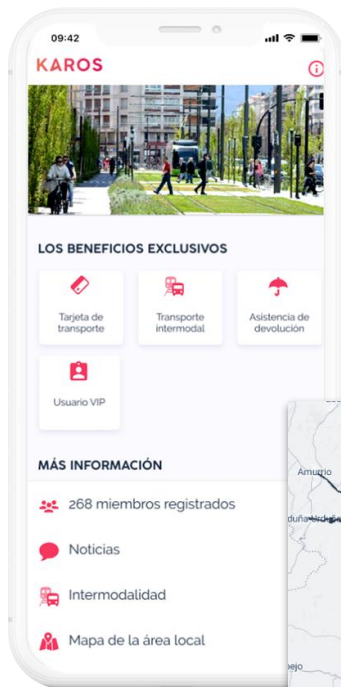 09:42
KAROS
LOS BENEFICIOS EXCLUSIVOS
Tarjeta de
transporte
Transporte
intermodal
Asistencia de
devolución
Usuario VIP
MÁS INFORMACIÓN
268 miembros registrados
Noticias
Intermodalidad
Mapa de la área local
Amurrio